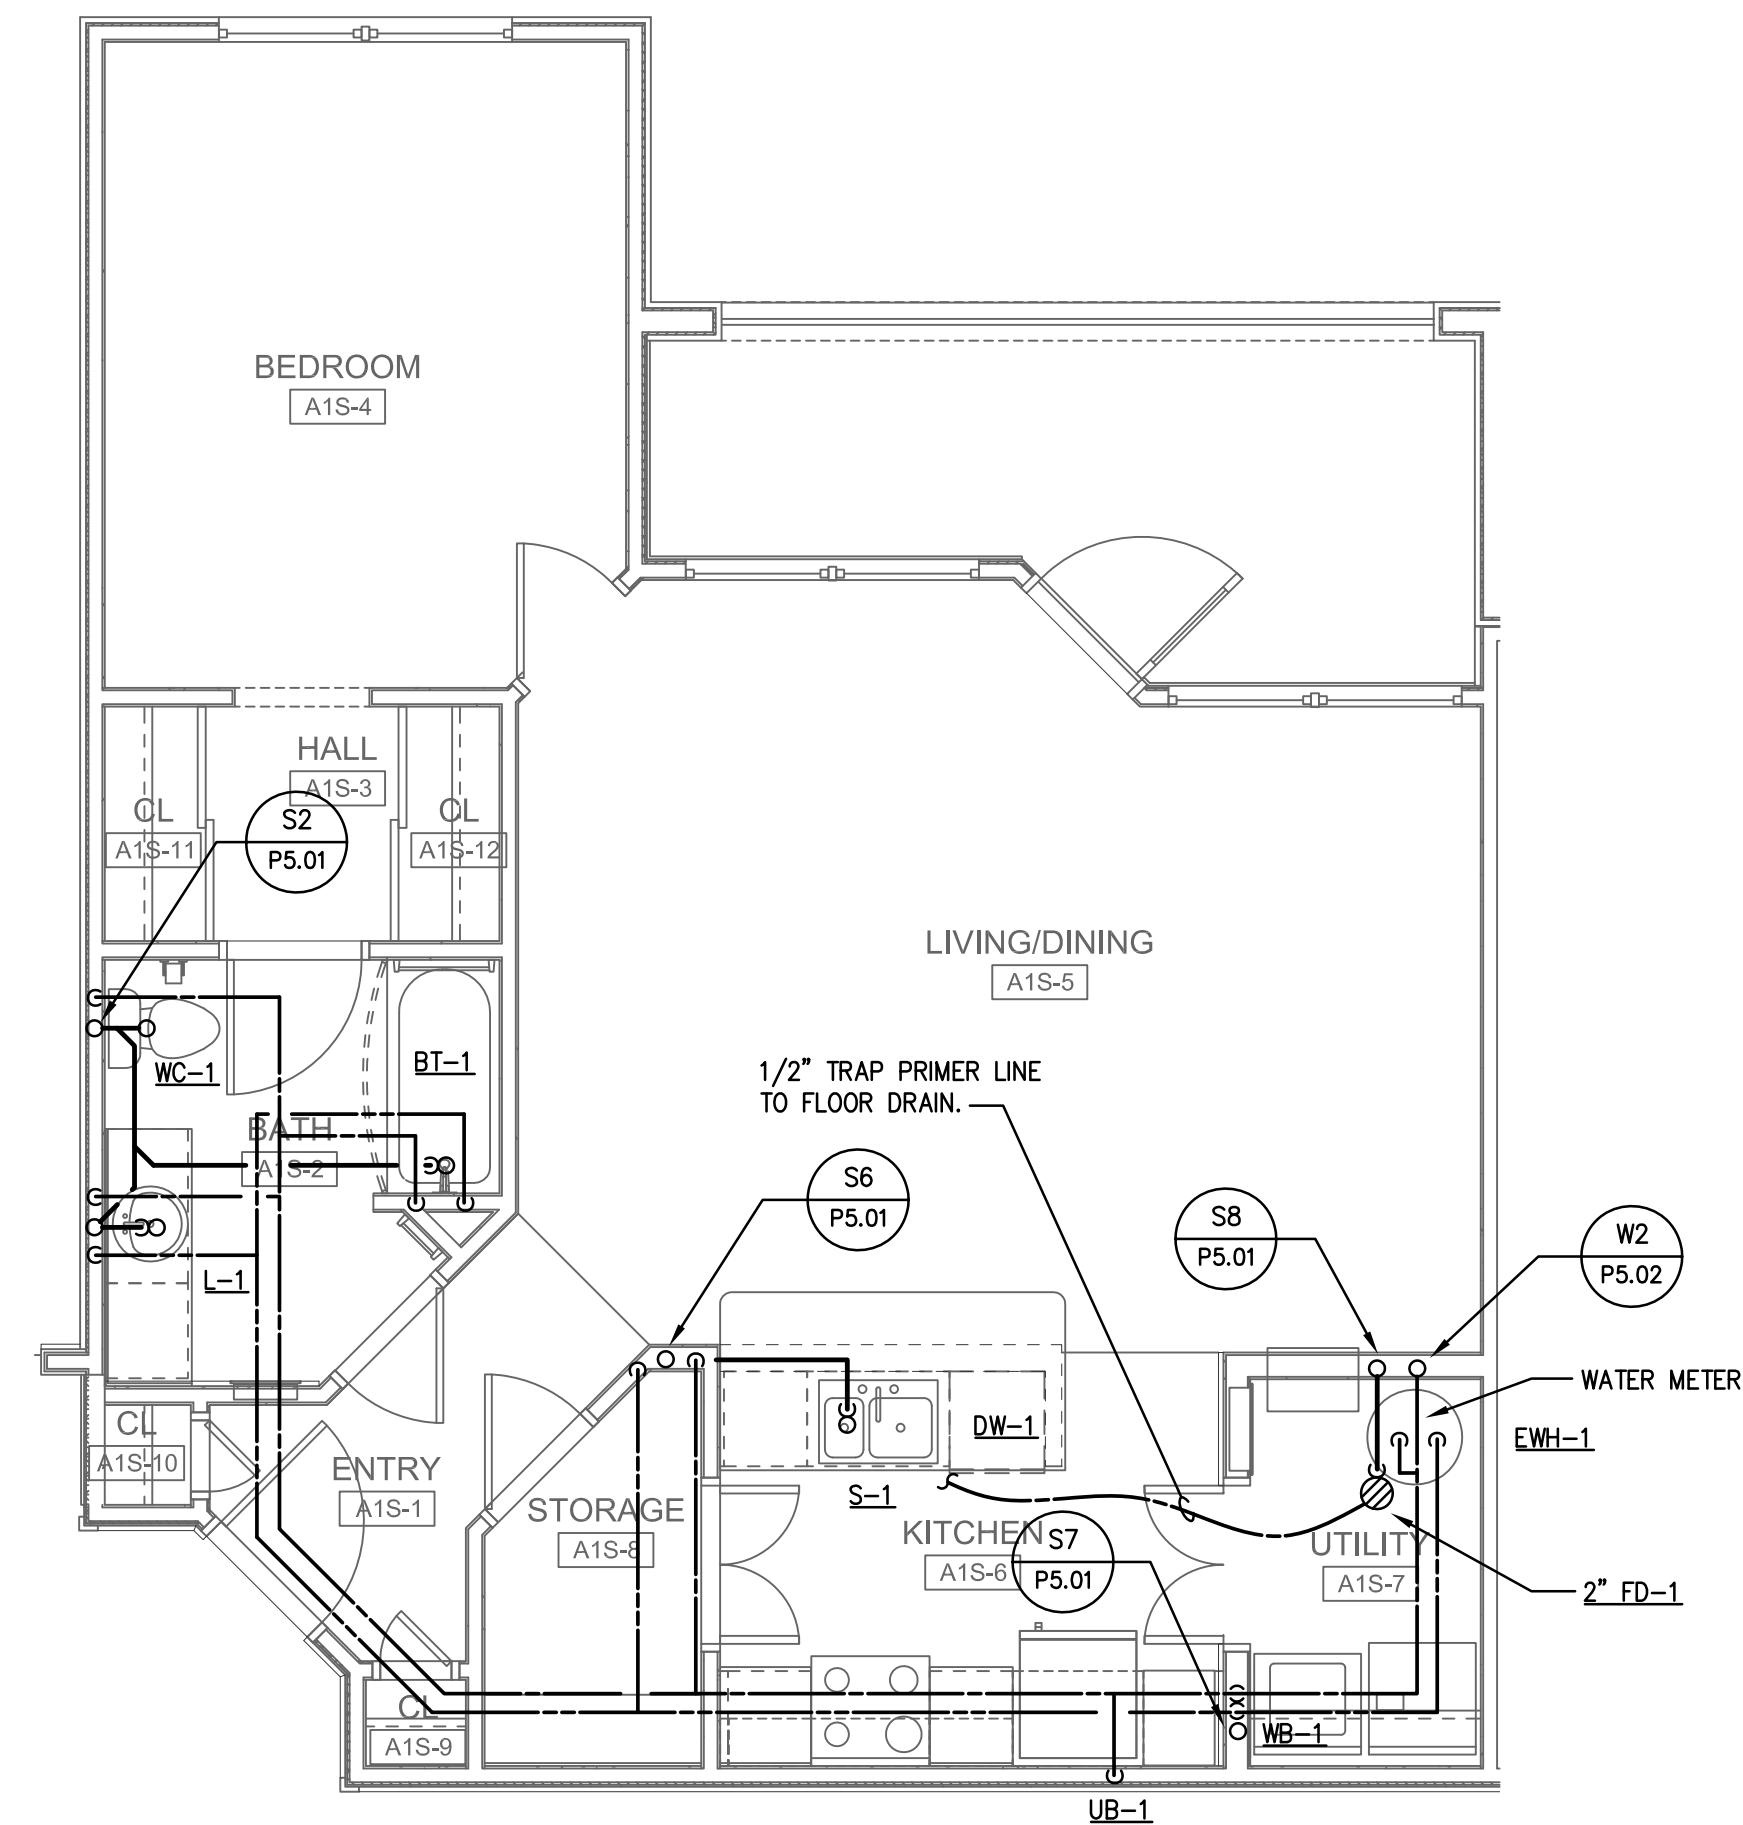 BEDROOM
A1S-4
HALL
A1S-3
CL
A1S-11
S2
P5.01
CL
A1S-12
LIVING/DINING
A1S-5
WC-1
BT-1
1/2" TRAP PRIMER LINE
TO FLOOR DRAIN.
BATH
A1S-2
S6
P5.01
S8
P5.01
W2
P5.02
L-1
WATER METER
CL
A1S-10
ENTRY
A1S-1
DW-1
EWH-1
S-1
STORAGE
A1S-8
KITCHEN
A1S-6
S7
P5.01
UTILITY
A1S-7
2" FD-1
CL
A1S-9
WB-1
UB-1